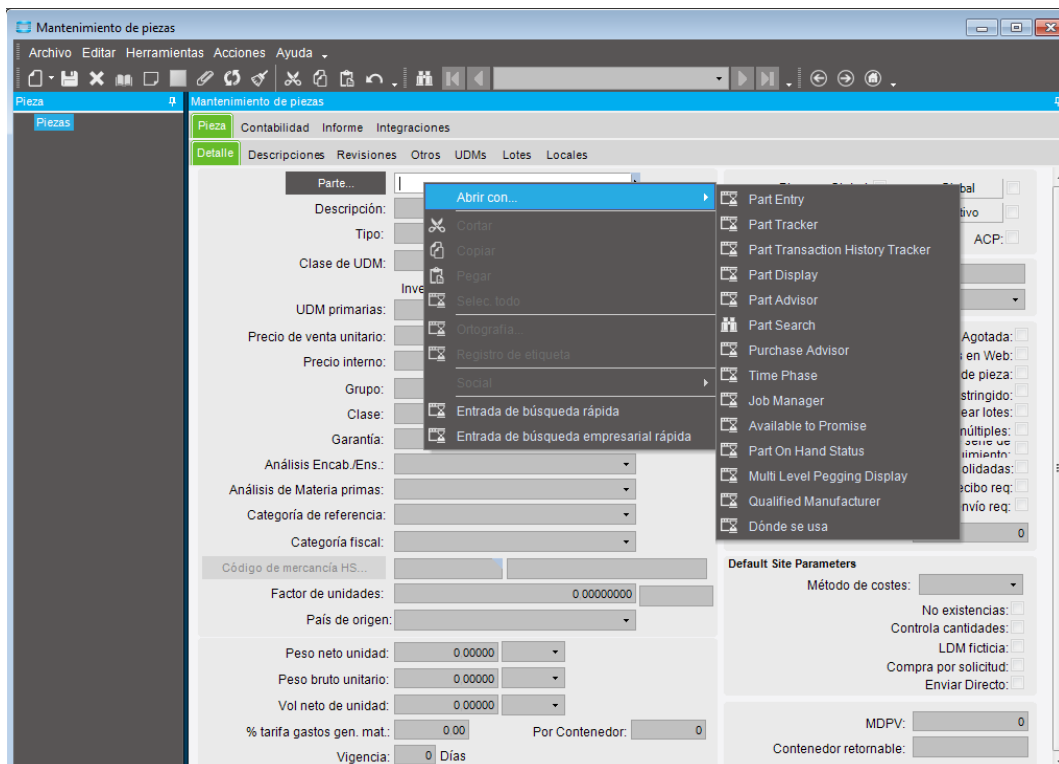 Mantenimiento de piezas
Archivo Editar Herramientas Acciones Ayuda
Pieza
Mantenimiento de piezas
Piezas
Pieza Contabilidad Informe Integraciones
Detalle Descripciones Revisiones Otros UDMs Lotes Locales
Parte...
Descripción:
Tipo:
Clase de UDM:
UDM primarias:
Precio de venta unitario:
Precio interno:
Grupo:
Clase:
Garantía:
Análisis Encab./Ens.:
Análisis de Materia primas:
Categoría de referencia:
Categoría fiscal:
Código de mercancía HS...
Factor de unidades: 0 00000000
País de origen:
Peso neto unidad: 0 00000
Peso bruto unitario: 0 00000
Vol neto de unidad: 0 00000
% tarifa gastos gen. mat.: 0 00 Por Contenedor: 0
Vigencia: 0 Días
Abrir con...
Cortar
Copiar
Pegar
Selec. todo
Ortografía...
Registro de etiqueta
Social
Entrada de búsqueda rápida
Entrada de búsqueda empresarial rápida
Part Entry
Part Tracker
Part Transaction History Tracker
Part Display
Part Advisor
Part Search
Purchase Advisor
Time Phase
Job Manager
Available to Promise
Part On Hand Status
Multi Level Pegging Display
Qualified Manufacturer
Dónde se usa
ACP:
Agotada:
en Web:
de pieza:
lotes:
req:
req:
0
Default Site Parameters
Método de costes:
No existencias:
Controla cantidades:
LDM ficticia:
Compra por solicitud:
Enviar Directo:
MDPV: 0
Contenedor retornable: